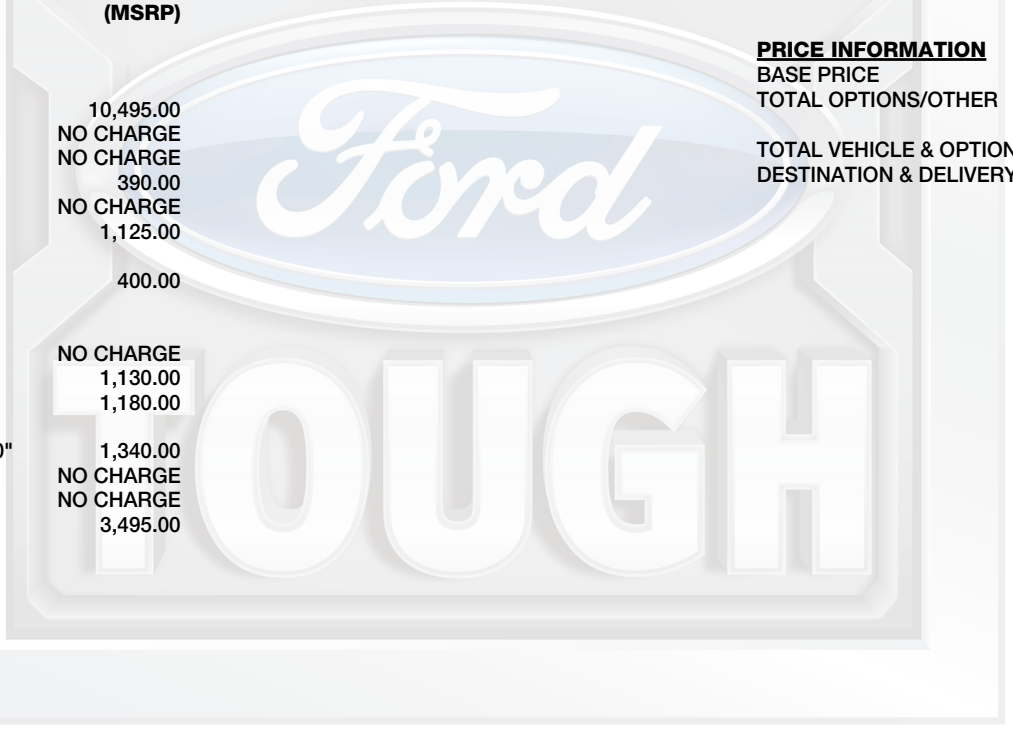 (MSRP)
10,495.00
NO CHARGE
NO CHARGE
390.00
NO CHARGE
1,125.00
400.00
NO CHARGE
1,130.00
1,180.00
0" 1,340.00
NO CHARGE
NO CHARGE
3,495.00
PRICE INFORMATION
BASE PRICE
TOTAL OPTIONS/OTHER
TOTAL VEHICLE & OPTION
DESTINATION & DELIVERY
Ford
TOUGH